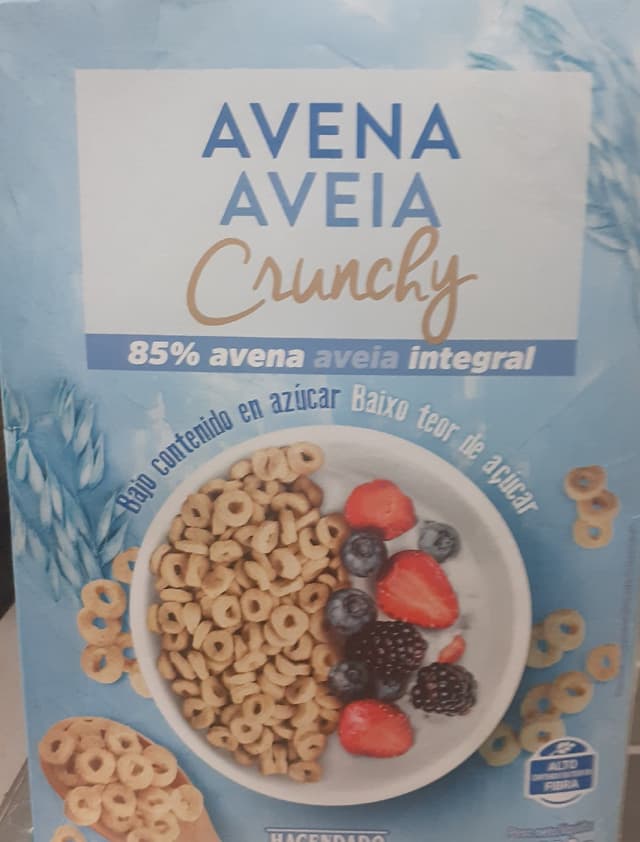 AVENA
AVEIA
Crunchy
85% avena aveia integral
Bajo contenido en azúcar Baixo teor de açúcar
ALTO
FIBRA
HACENDADO